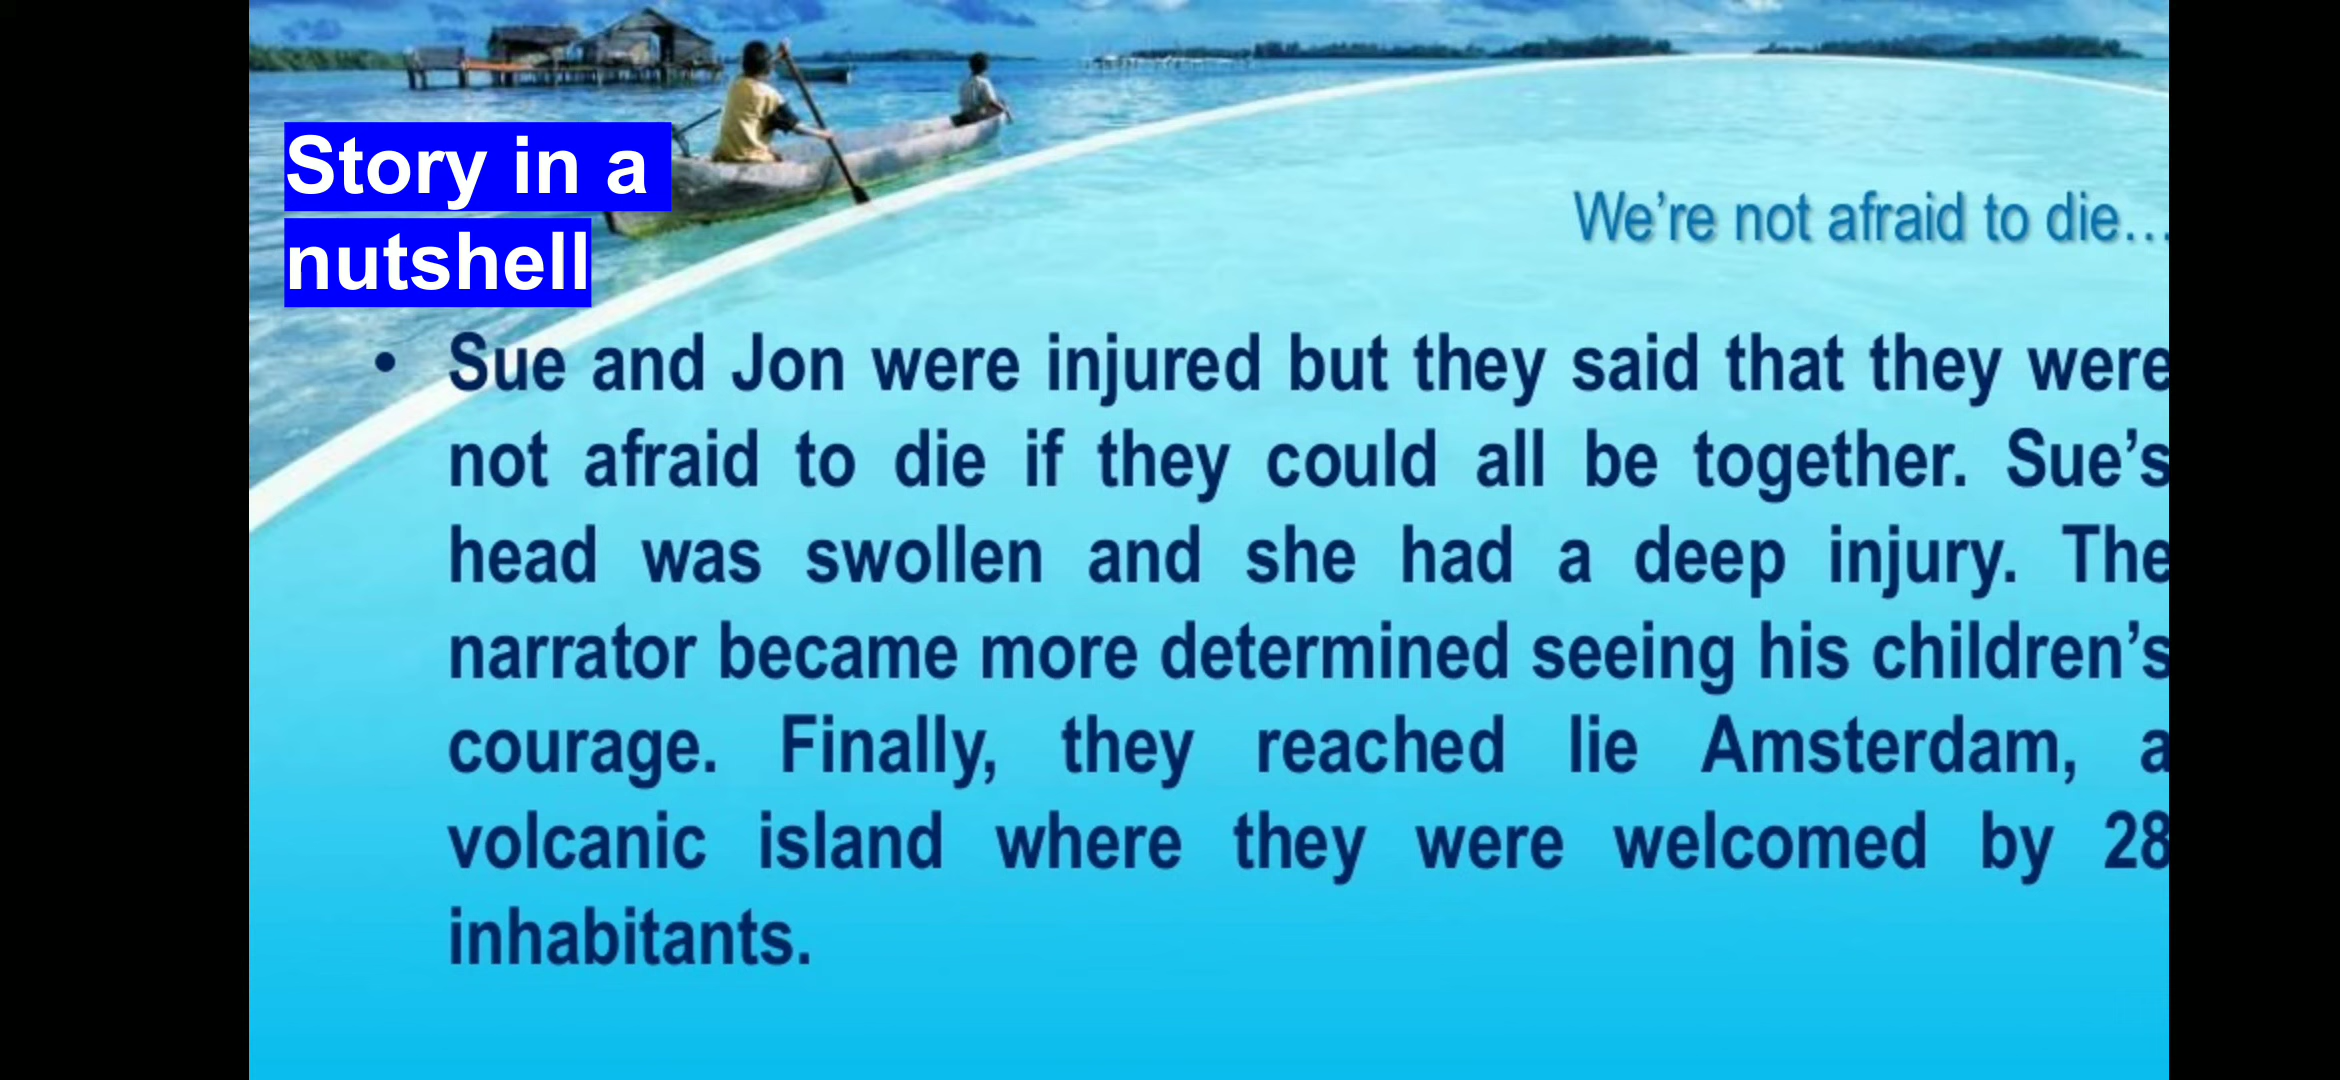 Story in a
nutshell
We’re not afraid to die…
• Sue and Jon were injured but they said that they were
not afraid to die if they could all be together. Sue’s
head was swollen and she had a deep injury. The
narrator became more determined seeing his children’s
courage. Finally, they reached lie Amsterdam, a
volcanic island where they were welcomed by 28
inhabitants.